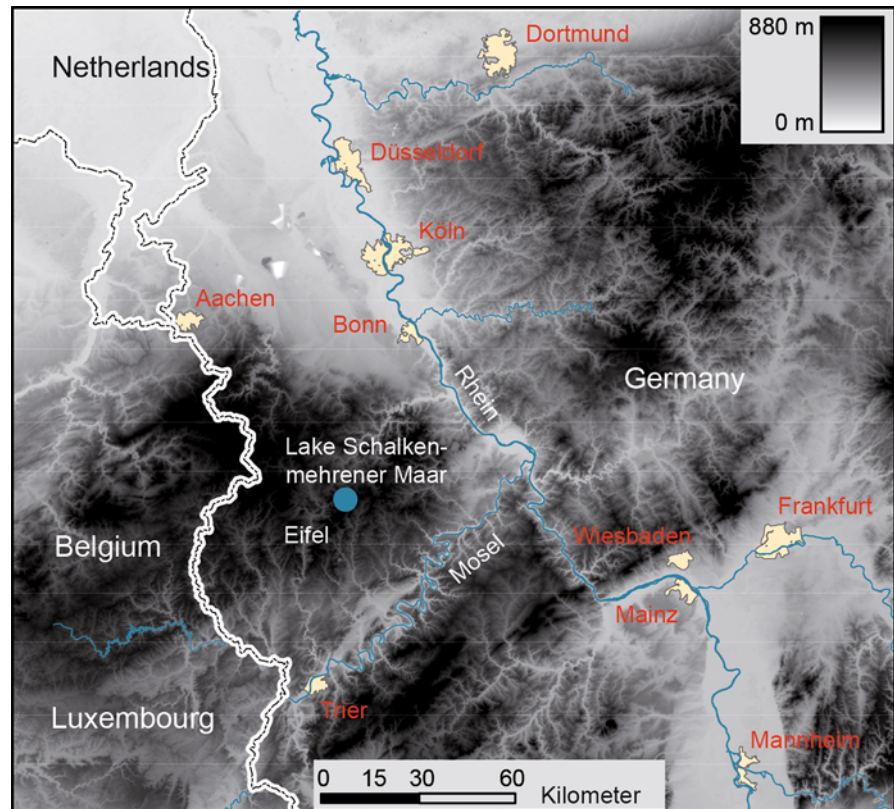 Dortmund
880 m
0 m
Netherlands
Düsseldorf
Köln
Aachen
Bonn
Rhein
Germany
Lake Schalken-
mehrener Maar
Eifel
Belgium
Mosel
Wiesbaden
Frankfurt
Mainz
Trier
Luxembourg
Mannheim
0 15 30 60
Kilometer